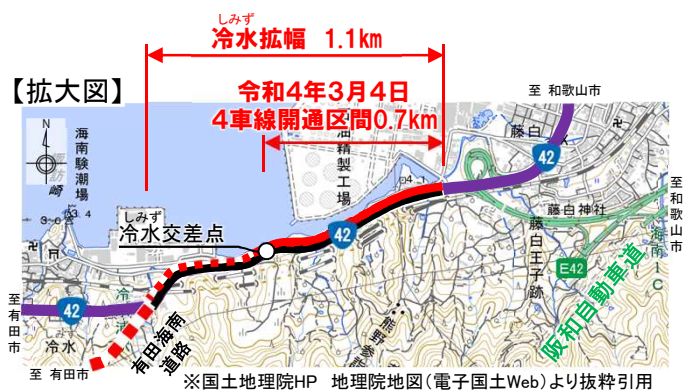 しみず
冷水拡幅 1.1km
【拡大図】
令和4年3月4日
4車線開通区間0.7km
至 和歌山市
N
海南験潮場
藤白
42
石油精製工場
至和歌山市
藤白神社
しみず
冷水交差点
42
藤白王子跡
海南IC
E42
阪和自動車道
至有田市
42
冷水
しみず
有田海南道路
至 有田市
※国土地理院HP 地理院地図(電子国土Web)より抜粋引用